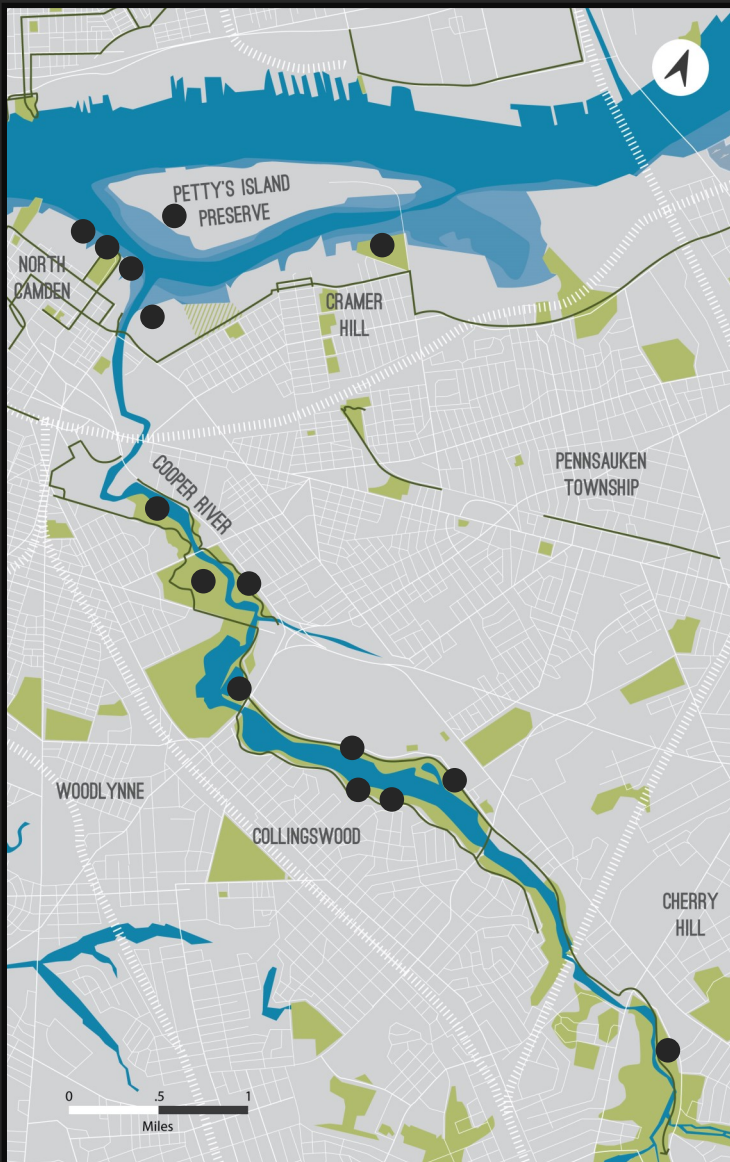 PETTY'S ISLAND
PRESERVE
NORTH
CAMDEN
CRAMER
HILL
COOPER RIVER
PENNSAUKEN
TOWNSHIP
WOODLYNNE
COLLINGSWOOD
CHERRY
HILL
0 .5 1
Miles